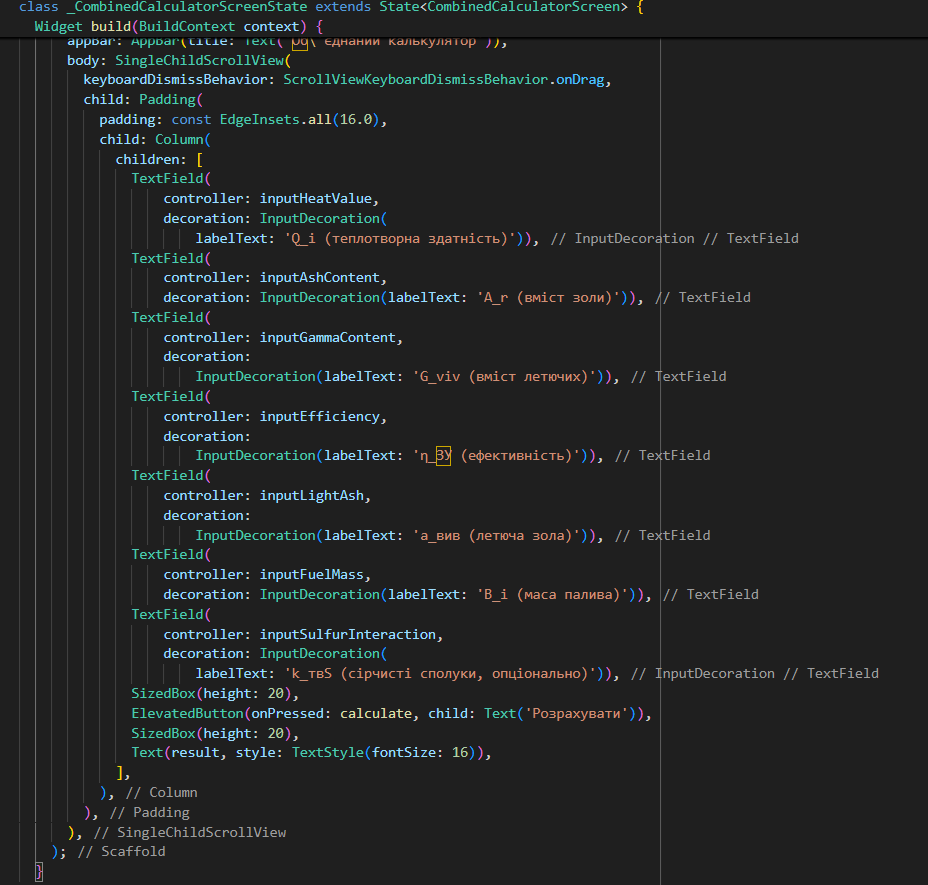 class _CombinedCalculatorScreenState extends State<CombinedCalculatorScreen> {
Widget build(BuildContext context) {
appBar: AppBar(title: Text( \ єднаний калькулятор )),
body: SingleChildScrollView(
keyboardDismissBehavior: ScrollViewKeyboardDismissBehavior.onDrag,
child: Padding(
padding: const EdgeInsets.all(16.0),
child: Column(
children: [
TextField(
controller: inputHeatValue,
decoration: InputDecoration(
labelText: 'Q_i (теплотворна здатність)')), // InputDecoration // TextField
TextField(
controller: inputAshContent,
decoration: InputDecoration(labelText: 'A_r (вміст золи)')), // TextField
TextField(
controller: inputGammaContent,
decoration:
InputDecoration(labelText: 'G_viv (вміст летючих)')), // TextField
TextField(
controller: inputEfficiency,
decoration:
InputDecoration(labelText: 'η_ЗУ (ефективність)')), // TextField
TextField(
controller: inputLightAsh,
decoration:
InputDecoration(labelText: 'a_вив (летюча зола)')), // TextField
TextField(
controller: inputFuelMass,
decoration: InputDecoration(labelText: 'B_i (маса палива)')), // TextField
TextField(
controller: inputSulfurInteraction,
decoration: InputDecoration(
labelText: 'k_твS (сірчисті сполуки, опціонально)')), // InputDecoration // TextField
SizedBox(height: 20),
ElevatedButton(onPressed: calculate, child: Text('Розрахувати')),
SizedBox(height: 20),
Text(result, style: TextStyle(fontSize: 16)),
],
), // Column
), // Padding
), // SingleChildScrollView
); // Scaffold
}